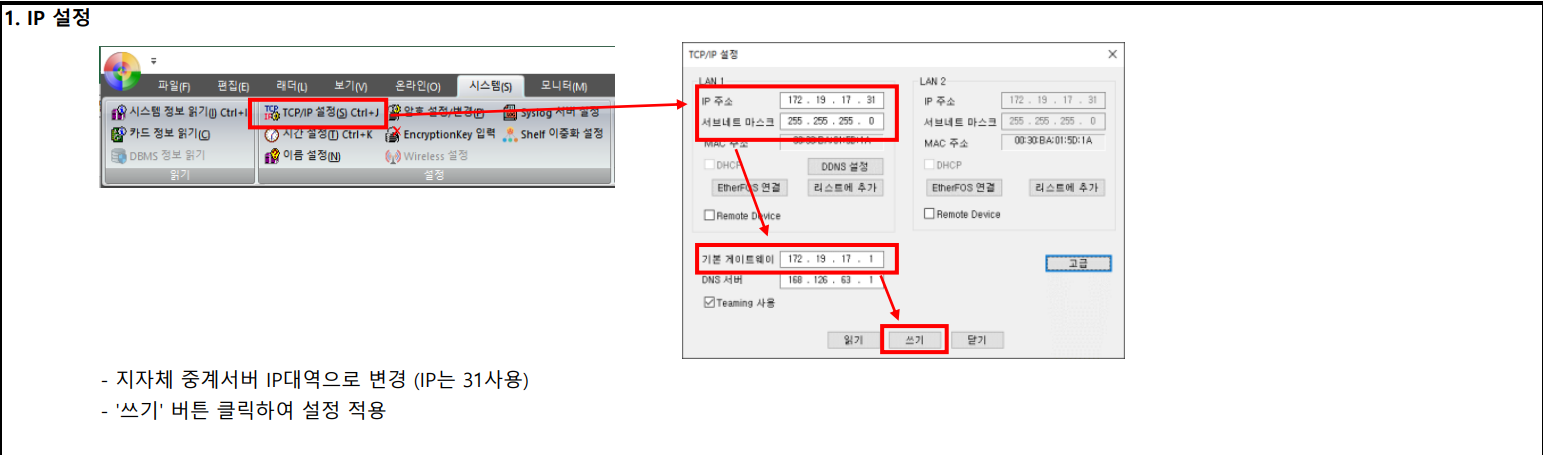 1. IP 설정
파일(F) 편집(E) 래더(L) 보기(V) 온라인(O) 시스템(S) 모니터(M)
시스템 정보 읽기(I) Ctrl+I TCP/IP 설정(S) Ctrl+J 암호 설정/변경(P) Syslog 서버 설정
카드 정보 읽기(C) 시간 설정(T) Ctrl+K EncryptionKey 입력 Shelf 이중화 설정
DBMS 정보 읽기 이름 설정(N) Wireless 설정
읽기 설정
TCP/IP 설정
LAN 1
IP 주소 172 . 19 . 17 . 31
서브네트 마스크 255 . 255 . 255 . 0
MAC 주소 00:30:BA:01:5D:1A
DHCP DDNS 설정
EtherFOS 연결 리스트에 추가
Remote Device
LAN 2
IP 주소 172 . 19 . 17 . 31
서브네트 마스크 255 . 255 . 255 . 0
MAC 주소 00:30:BA:01:5D:1A
DHCP
EtherFOS 연결 리스트에 추가
Remote Device
기본 게이트웨이 172 . 19 . 17 . 1
고급
DNS 서버 168 . 126 . 63 . 1
Teaming 사용
읽기 쓰기 닫기
- 지자체 중계서버 IP대역으로 변경 (IP는 31사용)
- '쓰기' 버튼 클릭하여 설정 적용